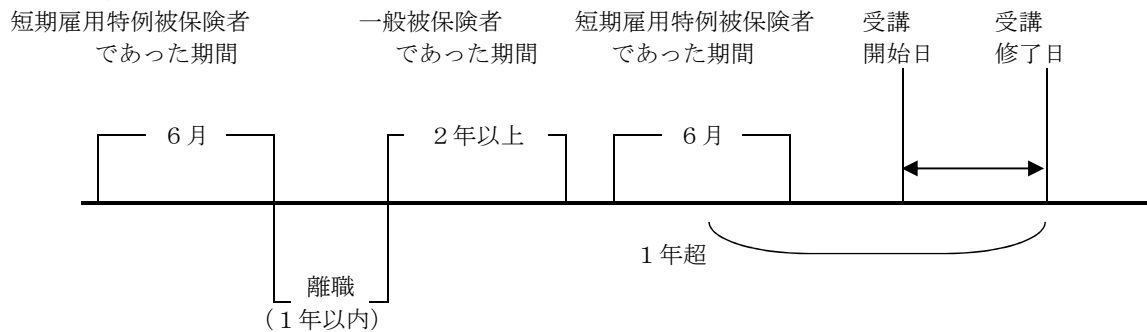 短期雇用特例被保険者
であった期間
一般被保険者
であった期間
短期雇用特例被保険者
であった期間
受講
開始日
受講
修了日
6月
2年以上
6月
1年超
離職
(1年以内)